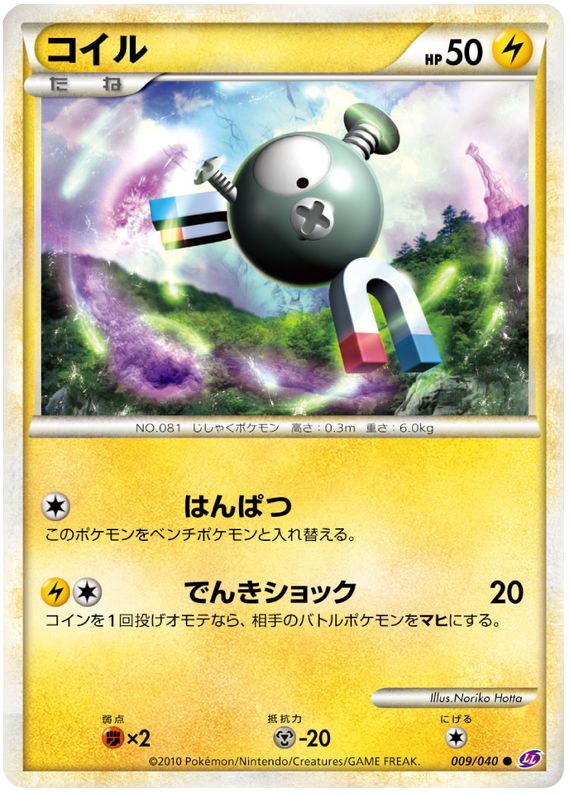 コイル
HP50
たね
NO.081 じしゃくポケモン 高さ：0.3m 重さ：6.0kg
はんぱつ
このポケモンをベンチポケモンと入れ替える。
でんきショック 20
コインを1回投げオモテなら、相手のバトルポケモンをマヒにする。
Illus.Noriko Hotta
弱点 抵抗力 にげる
×2 -20
©2010 Pokémon/Nintendo/Creatures/GAME FREAK. 009/040 ● LL